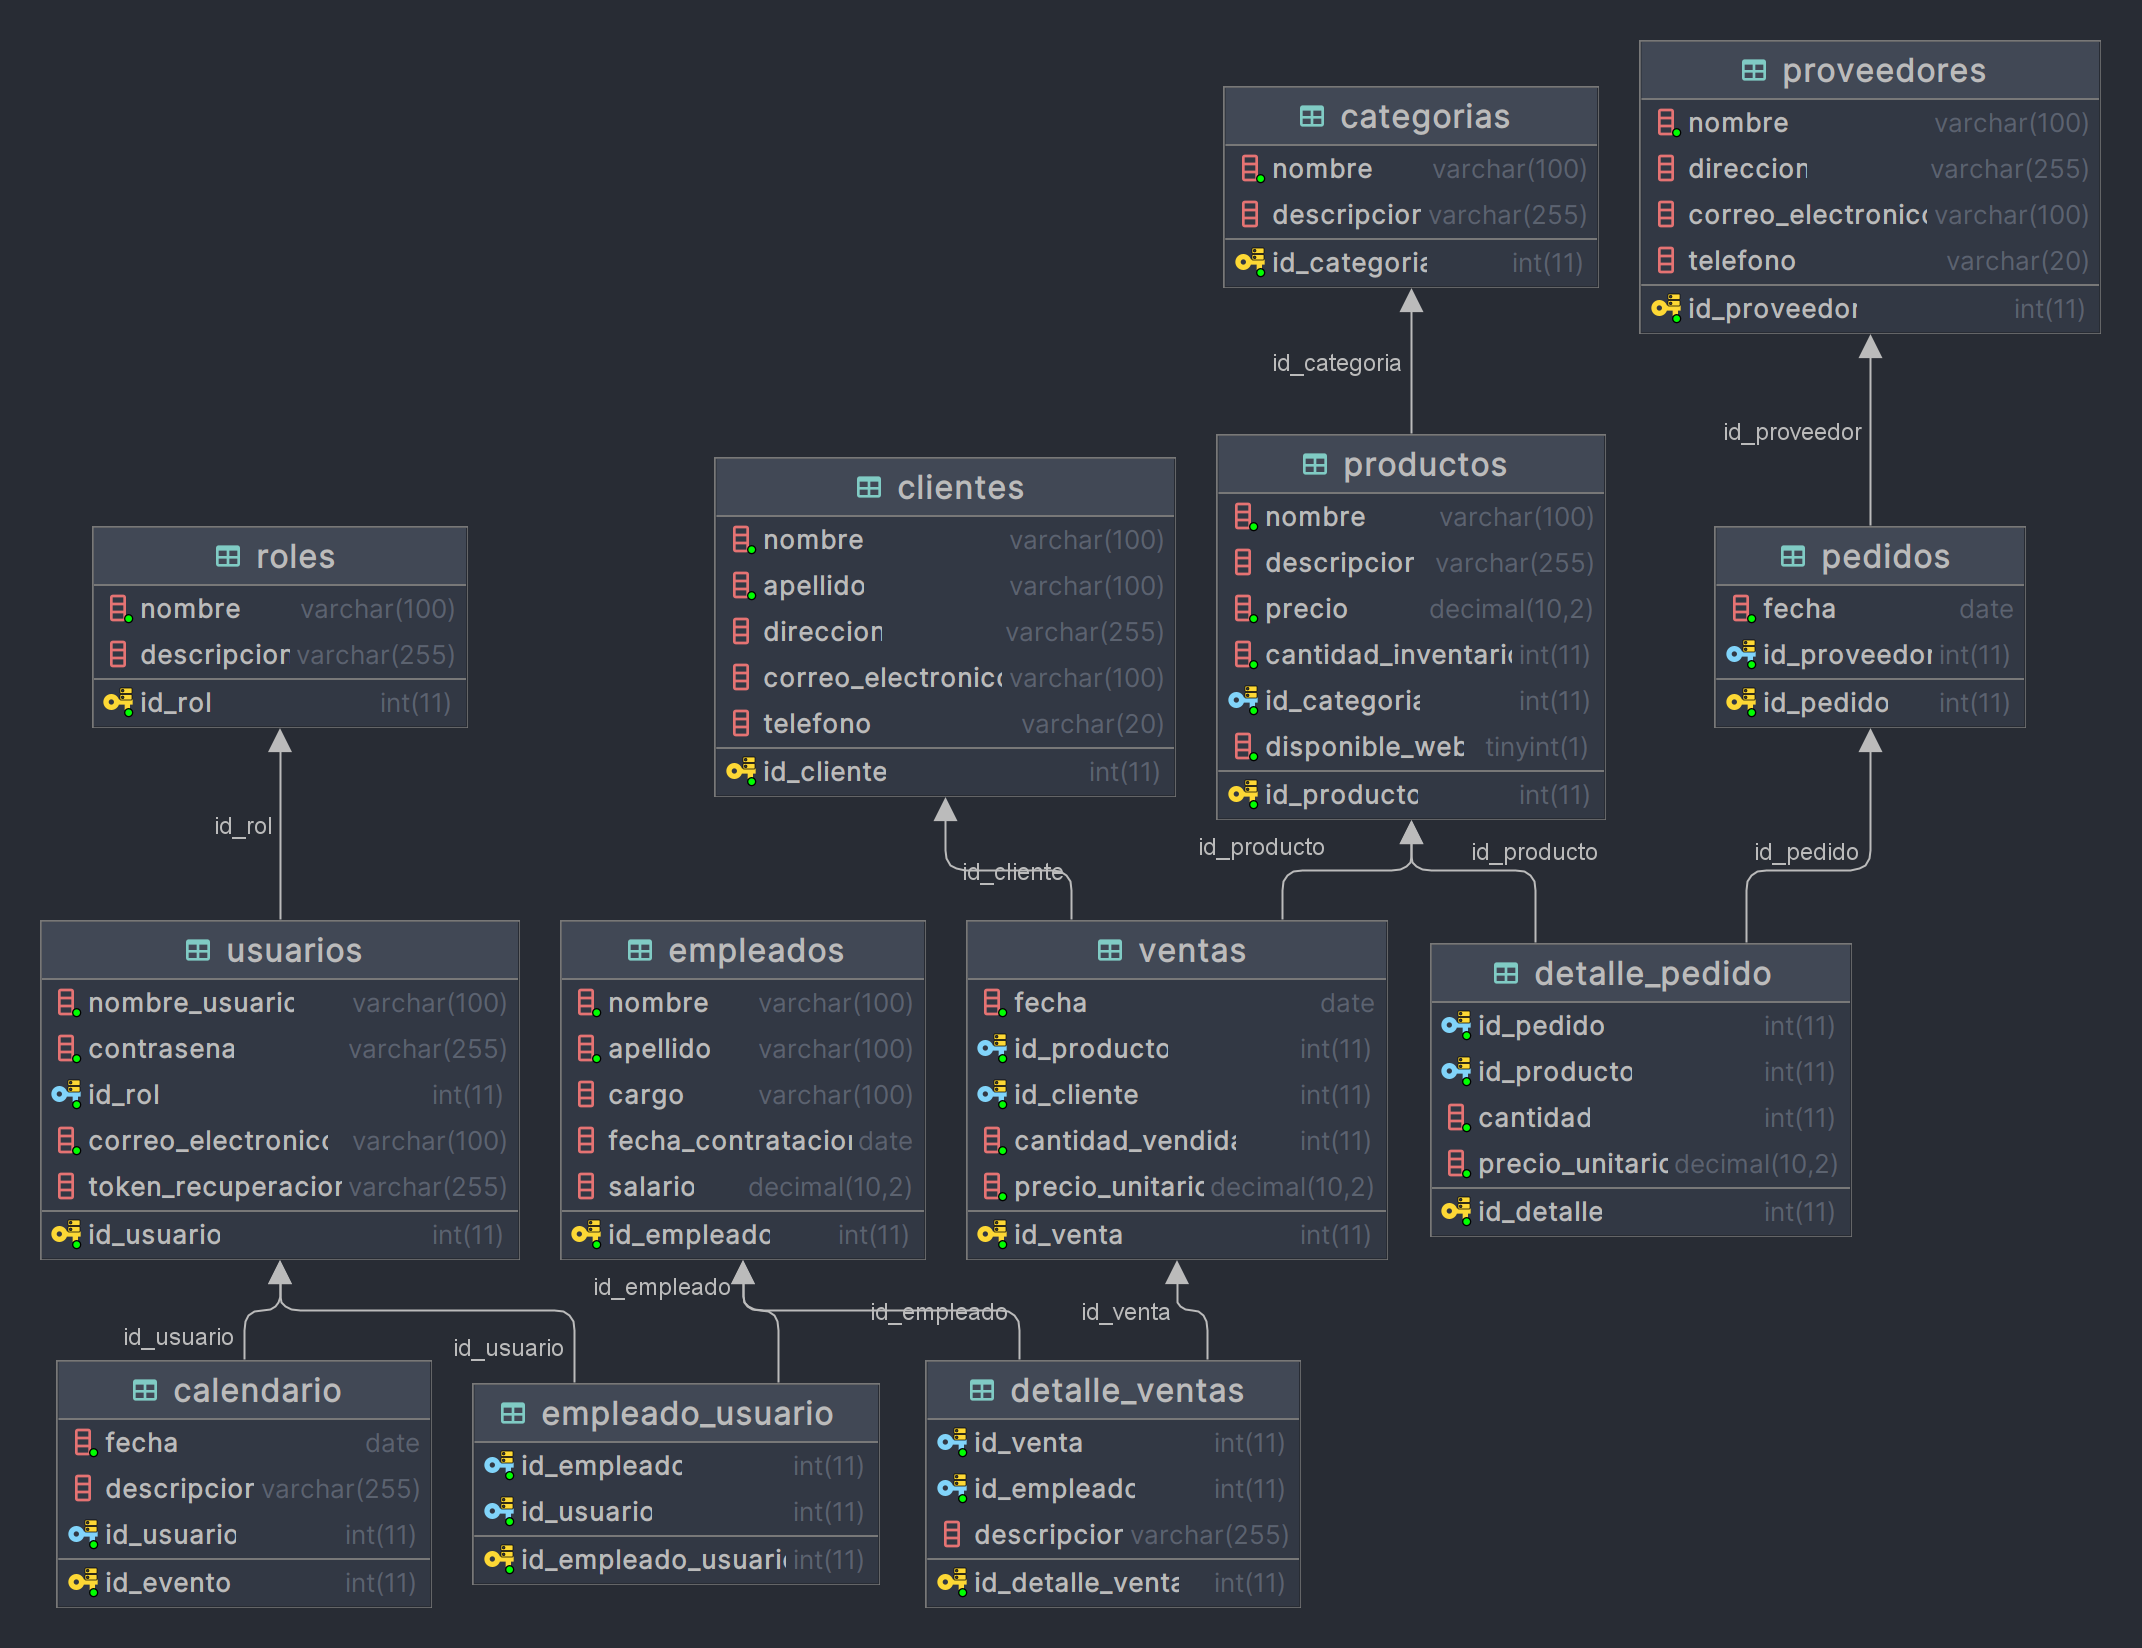 proveedores
nombre varchar(100)
direccion varchar(255)
correo_electronic varchar(100)
telefono varchar(20)
id_proveedor int(11)
categorias
nombre varchar(100)
descripcion varchar(255)
id_categoria int(11)
id_categoria
id_proveedor
productos
nombre varchar(100)
descripcion varchar(255)
precio decimal(10,2)
cantidad_inventari int(11)
id_categoria int(11)
disponible_web tinyint(1)
id_producto int(11)
clientes
nombre varchar(100)
apellido varchar(100)
direccion varchar(255)
correo_electronic varchar(100)
telefono varchar(20)
id_cliente int(11)
roles
nombre varchar(100)
descripcion varchar(255)
id_rol int(11)
pedidos
fecha date
id_proveedor int(11)
id_pedido int(11)
id_rol
id_cliente
id_producto
id_producto
id_pedido
usuarios
nombre_usuario varchar(100)
contrasena varchar(255)
id_rol int(11)
correo_electronico varchar(100)
token_recuperacion varchar(255)
id_usuario int(11)
empleados
nombre varchar(100)
apellido varchar(100)
cargo varchar(100)
fecha_contratacion date
salario decimal(10,2)
id_empleado int(11)
ventas
fecha date
id_producto int(11)
id_cliente int(11)
cantidad_vendida int(11)
precio_unitario decimal(10,2)
id_venta int(11)
detalle_pedido
id_pedido int(11)
id_producto int(11)
cantidad int(11)
precio_unitario decimal(10,2)
id_detalle int(11)
id_usuario
id_usuario
id_empleado
id_empleado
id_venta
calendario
fecha date
descripcion varchar(255)
id_usuario int(11)
id_evento int(11)
empleado_usuario
id_empleado int(11)
id_usuario int(11)
id_empleado_usuari int(11)
detalle_ventas
id_venta int(11)
id_empleado int(11)
descripcion varchar(255)
id_detalle_venta int(11)